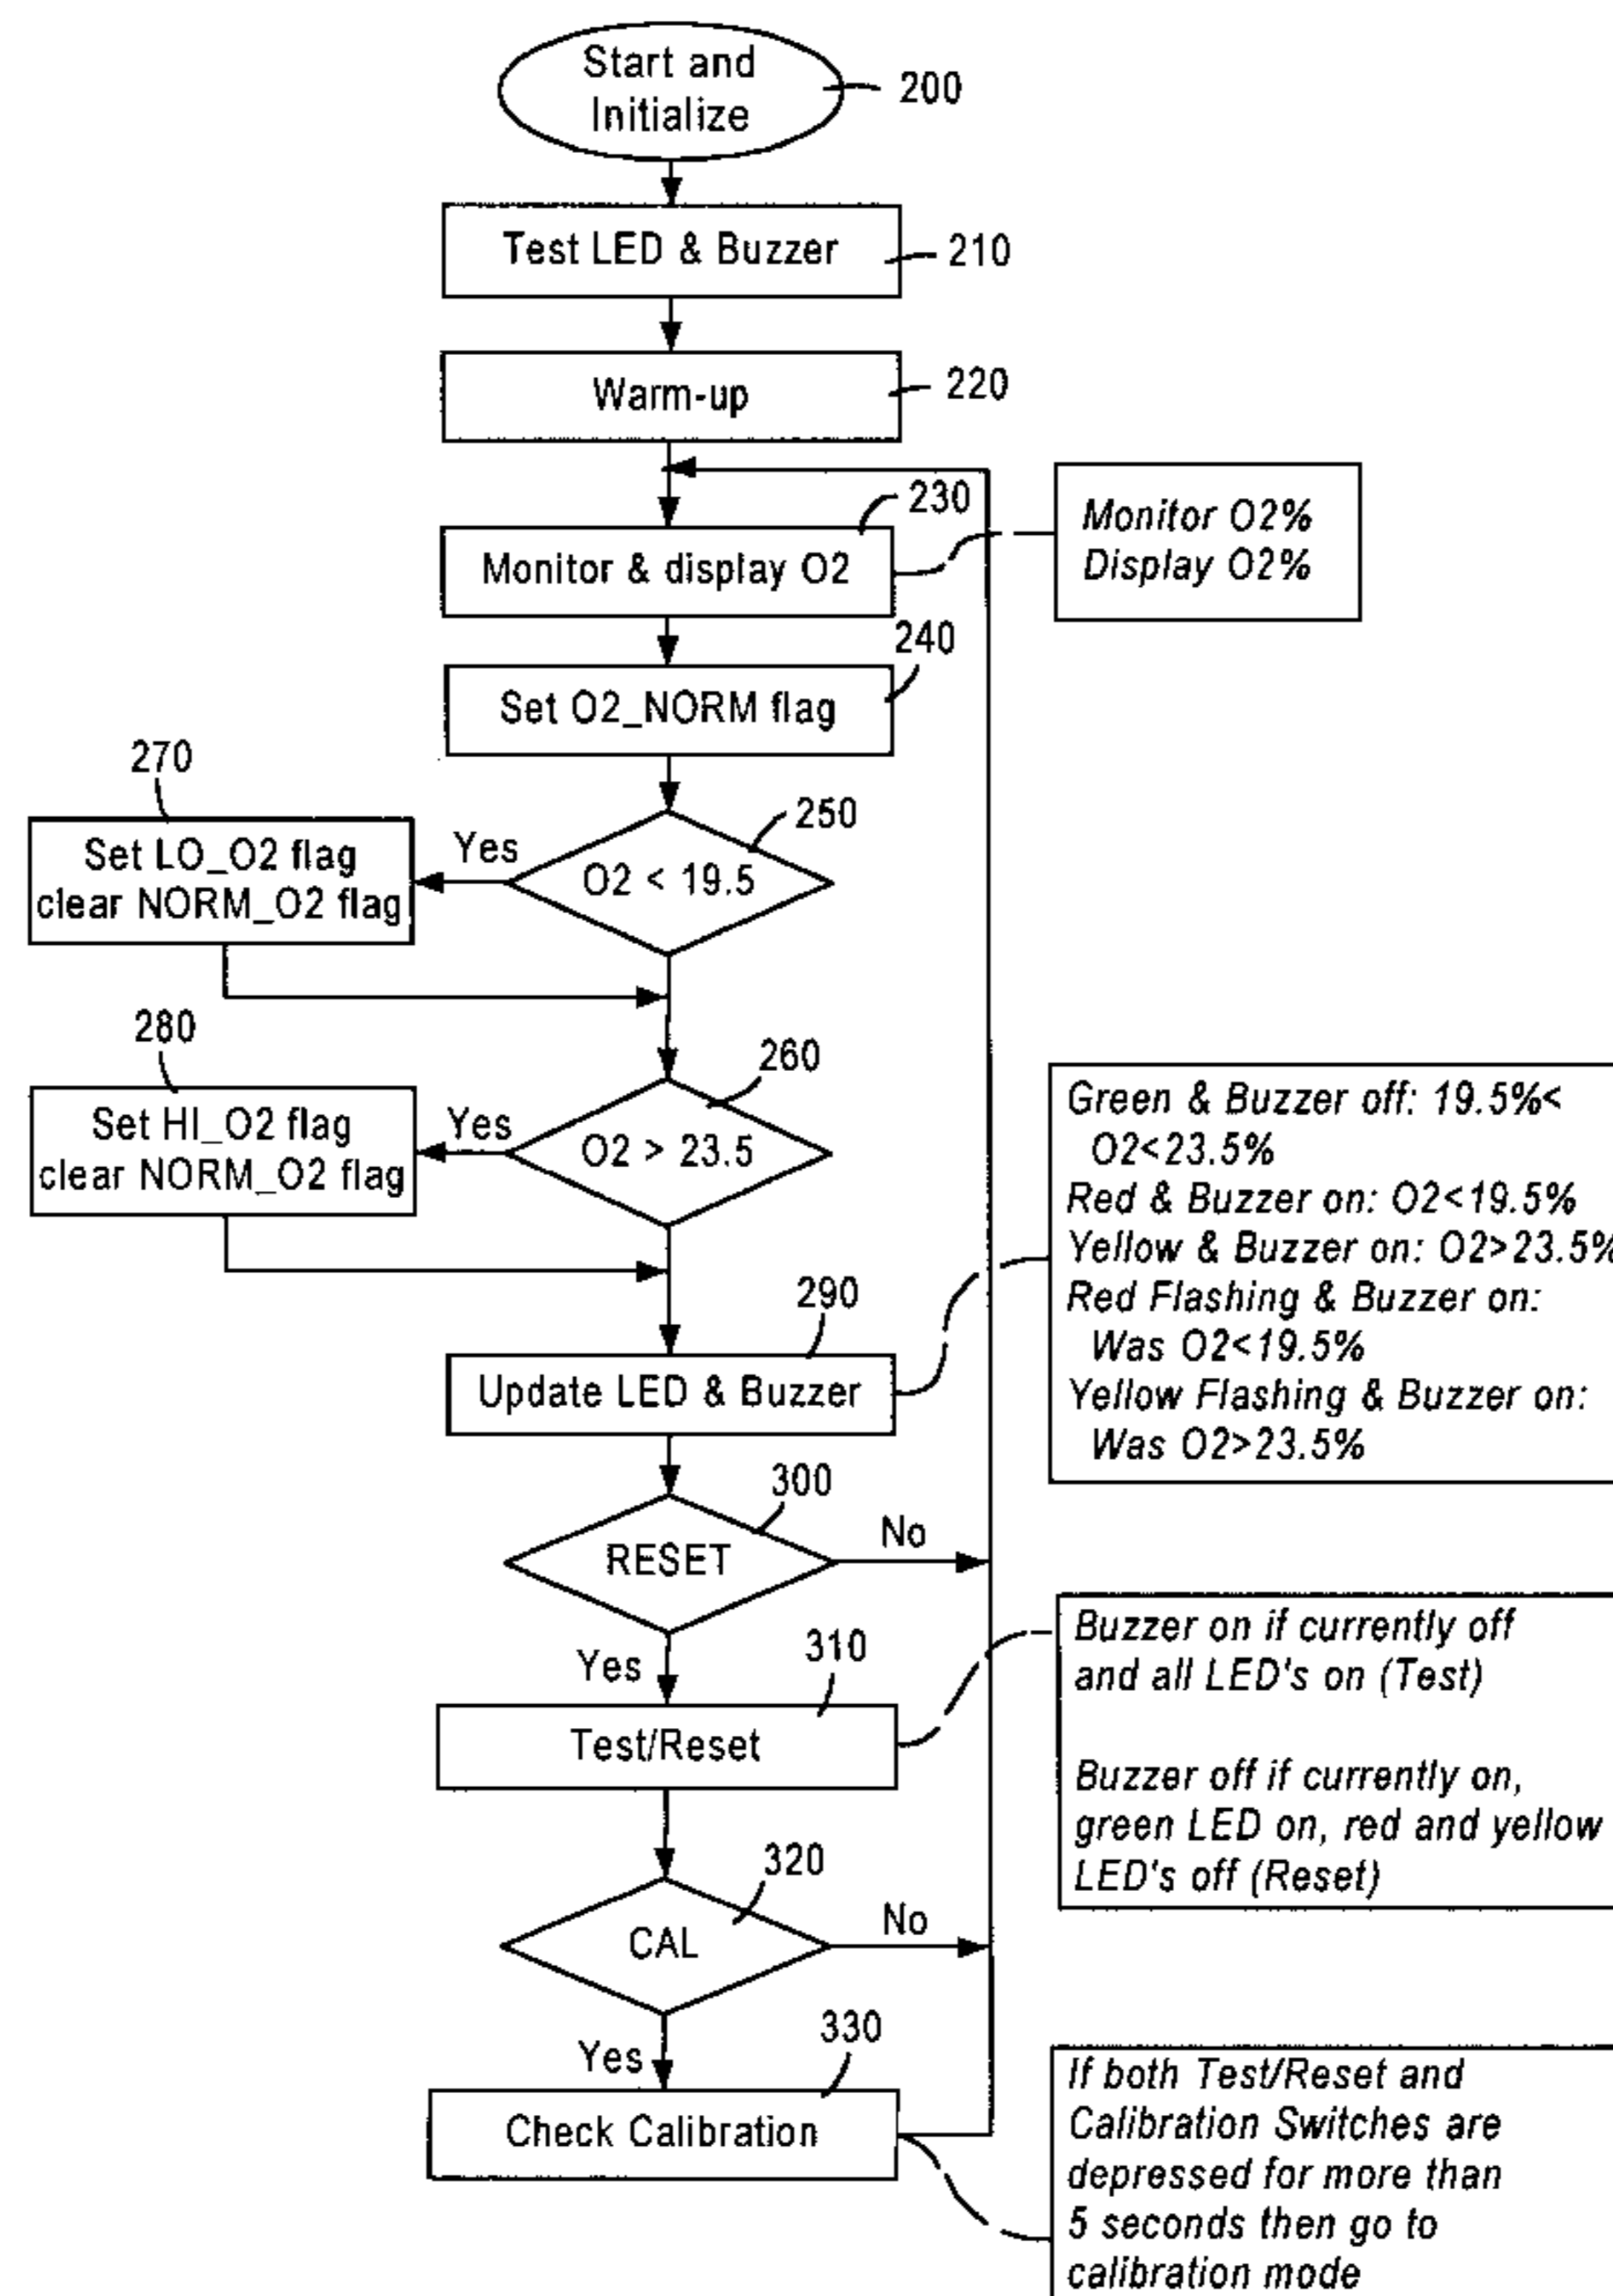 Start and
Initialize
200
Test LED & Buzzer
210
Warm-up
220
230
Monitor & display O2
Monitor O2%
Display O2%
240
Set O2_NORM flag
270
250
Set LO_O2 flag
clear NORM_O2 flag
Yes
O2 < 19.5
280
260
Set HI_O2 flag
clear NORM_O2 flag
Yes
O2 > 23.5
Green & Buzzer off: 19.5%<
O2<23.5%
Red & Buzzer on: O2<19.5%
Yellow & Buzzer on: O2>23.5%
Red Flashing & Buzzer on:
Was O2<19.5%
Yellow Flashing & Buzzer on:
Was O2>23.5%
290
Update LED & Buzzer
300
RESET
No
Yes
310
Test/Reset
Buzzer on if currently off
and all LED's on (Test)
Buzzer off if currently on,
green LED on, red and yellow
LED's off (Reset)
320
CAL
No
Yes
330
Check Calibration
If both Test/Reset and
Calibration Switches are
depressed for more than
5 seconds then go to
calibration mode